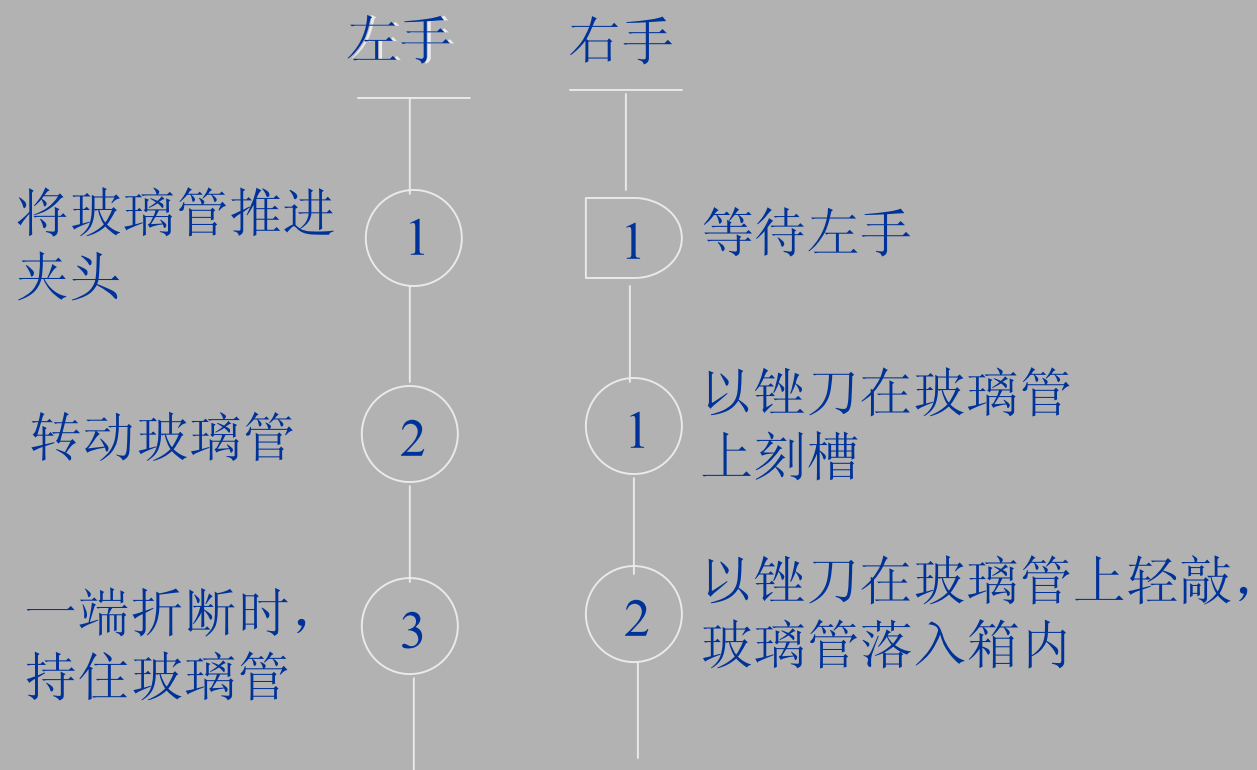 左手 右手
将玻璃管推进
夹头
1
1
等待左手
转动玻璃管
2
1
以锉刀在玻璃管
上刻槽
一端折断时，
持住玻璃管
3
2
以锉刀在玻璃管上轻敲，
玻璃管落入箱内